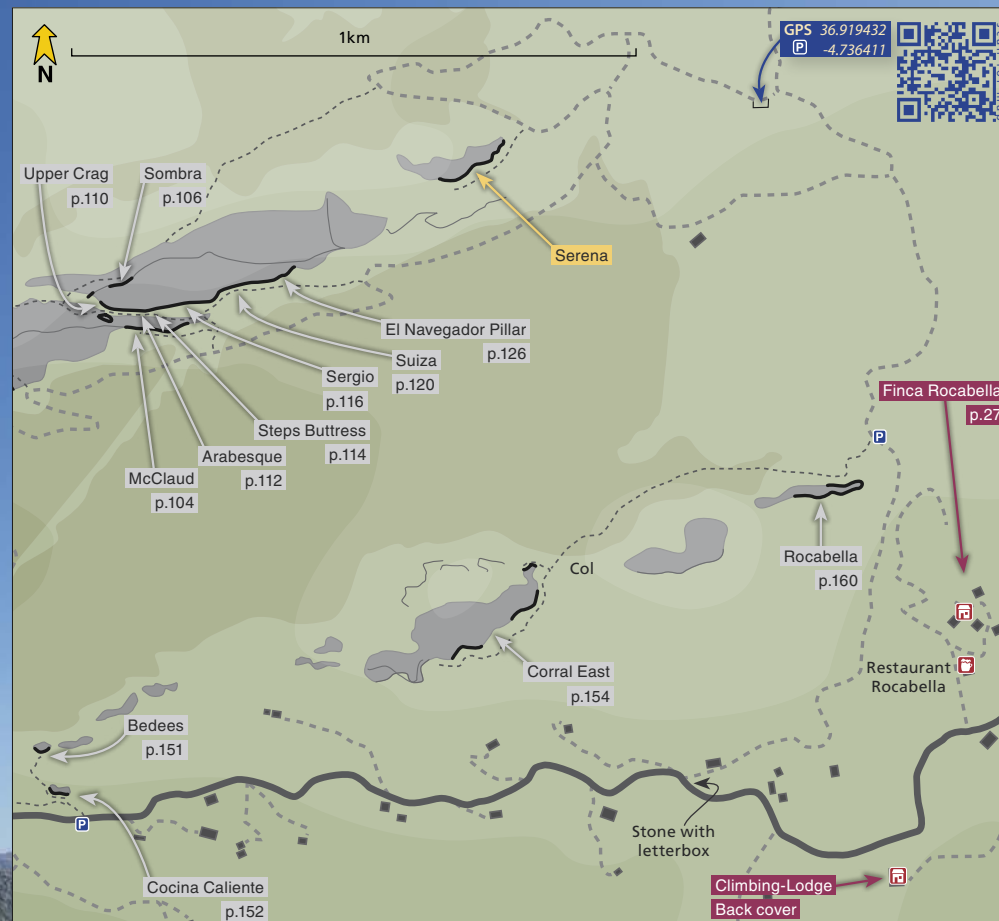 1km
N
GPS 36.919432
P -4.736411
Upper Crag
p.110
Sombra
p.106
Serena
El Navegador Pillar
p.126
Suiza
p.120
Sergio
p.116
Steps Buttress
p.114
Arabesque
p.112
McClaud
p.104
Finca Rocabella
p.27
P
Rocabella
p.160
Col
Corral East
p.154
Restaurant
Rocabella
Bedees
p.151
P
Stone with
letterbox
Cocina Caliente
p.152
Climbing-Lodge
Back cover